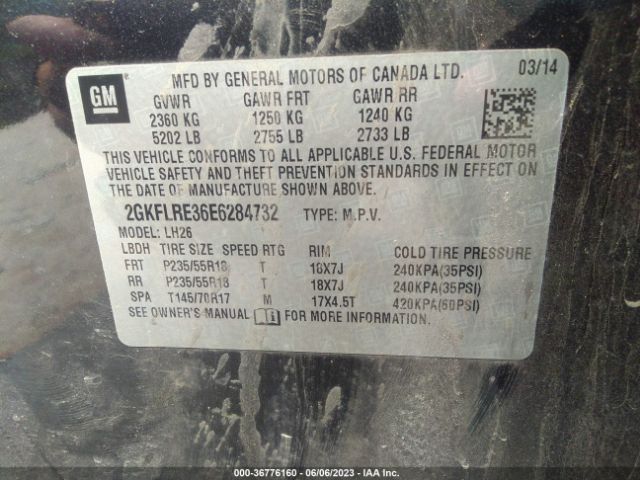 GM
MFD BY GENERAL MOTORS OF CANADA LTD. 03/14
GVWR GAWR FRT GAWR RR
2360 KG 1250 KG 1240 KG
5202 LB 2755 LB 2733 LB
THIS VEHICLE CONFORMS TO ALL APPLICABLE U.S. FEDERAL MOTOR
VEHICLE SAFETY AND THEFT PREVENTION STANDARDS IN EFFECT ON
THE DATE OF MANUFACTURE SHOWN ABOVE.
2GKFLRE36E6284732 TYPE: M.P.V.
MODEL: LH26
LBDH TIRE SIZE SPEED RTG RIM COLD TIRE PRESSURE
FRT P235/55R18 T 18X7J 240KPA(35PSI)
RR P235/55R18 T 18X7J 240KPA(35PSI)
SPA T145/70R17 M 17X4.5T 420KPA(60PSI)
SEE OWNER'S MANUAL FOR MORE INFORMATION.
000-36776160 - 06/06/2023 - IAA Inc.